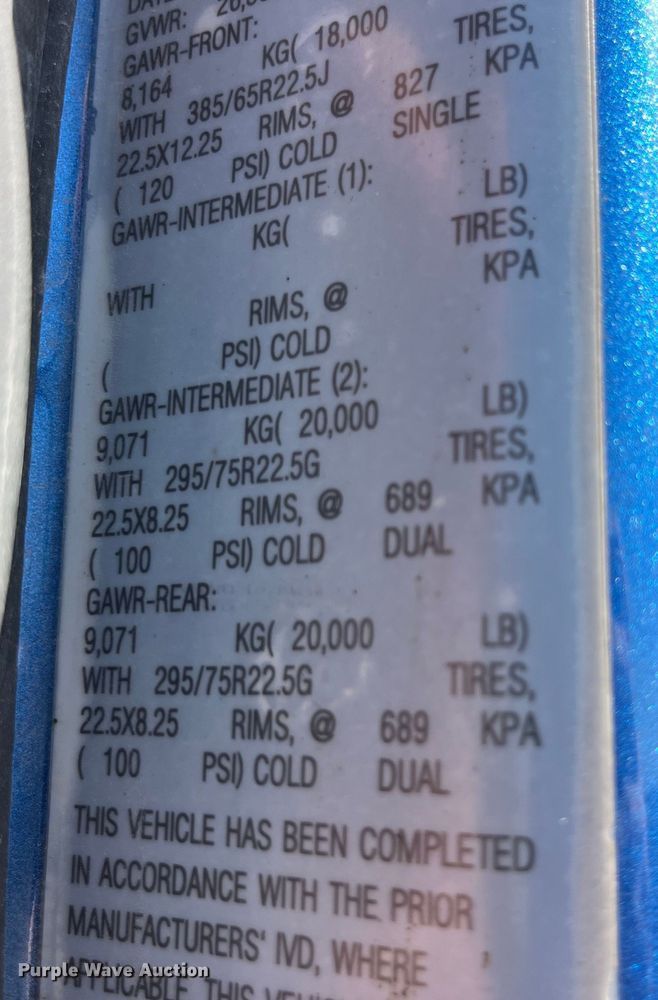 GVWR:
GAWR-FRONT:
8,164 KG( 18,000 TIRES,
WITH 385/65R22.5J 827 KPA
22.5X12.25 RIMS, @ SINGLE
( 120 PSI) COLD
GAWR-INTERMEDIATE (1): LB)
KG( TIRES,
KPA
WITH RIMS, @
( PSI) COLD
GAWR-INTERMEDIATE (2):
9,071 KG( 20,000 LB)
WITH 295/75R22.5G TIRES,
22.5X8.25 RIMS, @ 689 KPA
( 100 PSI) COLD DUAL
GAWR-REAR:
9,071 KG( 20,000 LB)
WITH 295/75R22.5G TIRES,
22.5X8.25 RIMS, @ 689 KPA
( 100 PSI) COLD DUAL
THIS VEHICLE HAS BEEN COMPLETED
IN ACCORDANCE WITH THE PRIOR
MANUFACTURERS' IVD, WHERE
APPLICABLE THIS
Purple Wave Auction